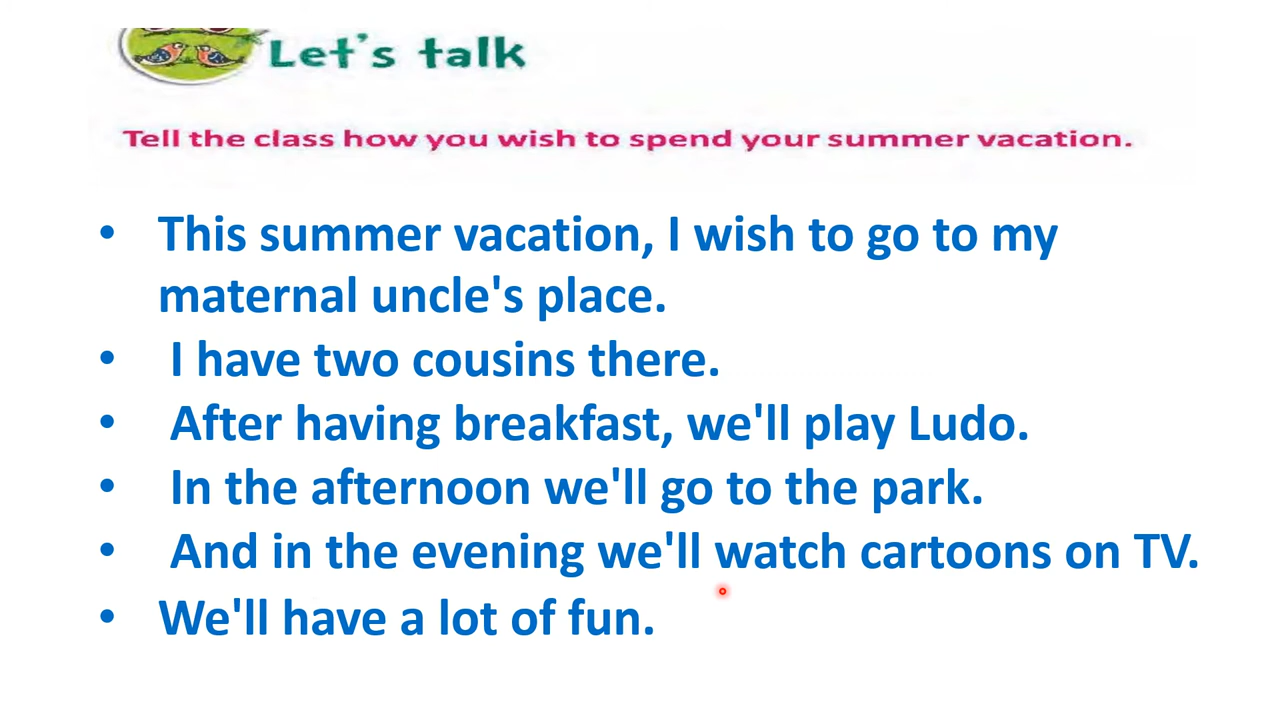 Let's talk
Tell the class how you wish to spend your summer vacation.
• This summer vacation, I wish to go to my
maternal uncle's place.
• I have two cousins there.
• After having breakfast, we'll play Ludo.
• In the afternoon we'll go to the park.
• And in the evening we'll watch cartoons on TV.
• We'll have a lot of fun.